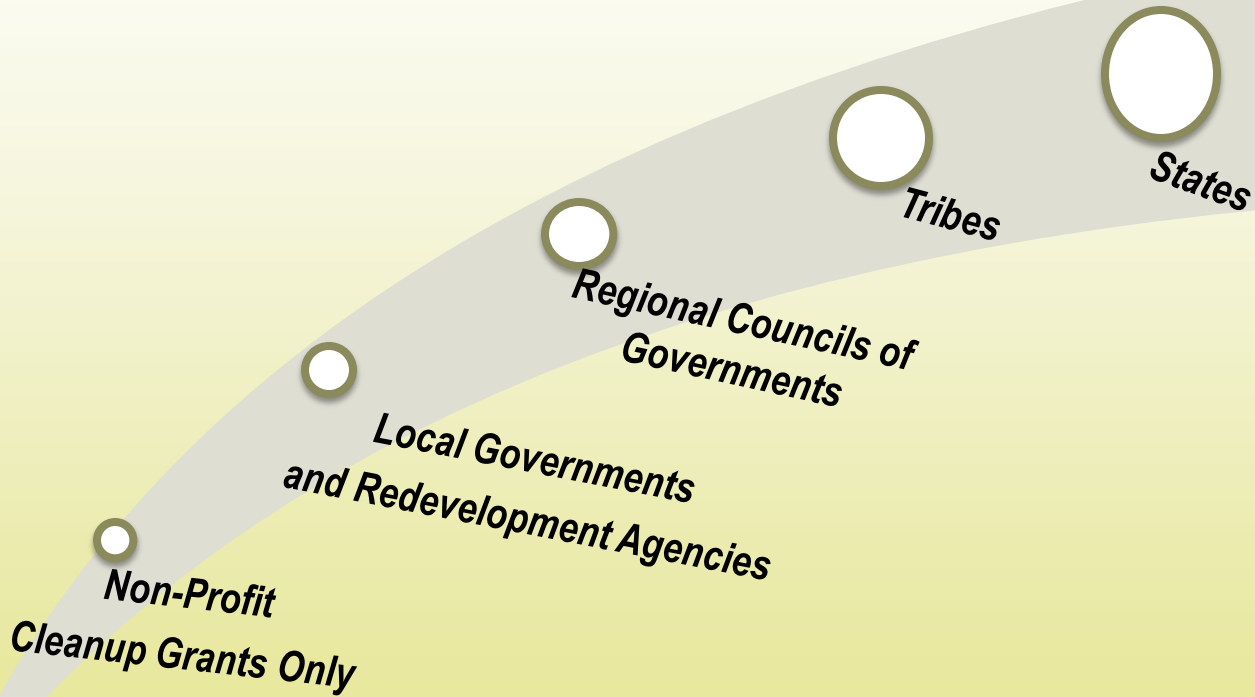 States
Tribes
Regional Councils of
Governments
Local Governments
and Redevelopment Agencies
Non-Profit
Cleanup Grants Only